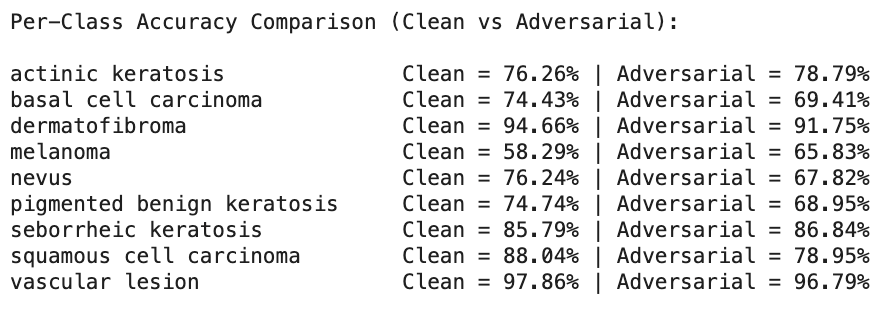 Per-Class Accuracy Comparison (Clean vs Adversarial):
actinic keratosis Clean = 76.26% | Adversarial = 78.79%
basal cell carcinoma Clean = 74.43% | Adversarial = 69.41%
dermatofibroma Clean = 94.66% | Adversarial = 91.75%
melanoma Clean = 58.29% | Adversarial = 65.83%
nevus Clean = 76.24% | Adversarial = 67.82%
pigmented benign keratosis Clean = 74.74% | Adversarial = 68.95%
seborrheic keratosis Clean = 85.79% | Adversarial = 86.84%
squamous cell carcinoma Clean = 88.04% | Adversarial = 78.95%
vascular lesion Clean = 97.86% | Adversarial = 96.79%